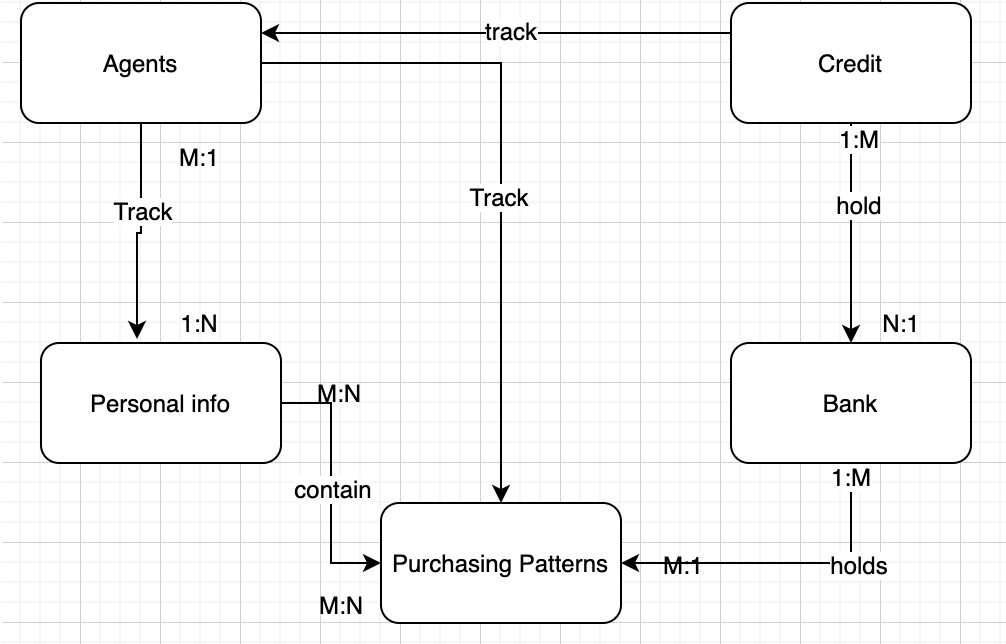 track
Agents
Credit
1:M
M:1
Track
Track
hold
1:N
N:1
M:N
Personal info
Bank
1:M
contain
Purchasing Patterns
M:1
holds
M:N